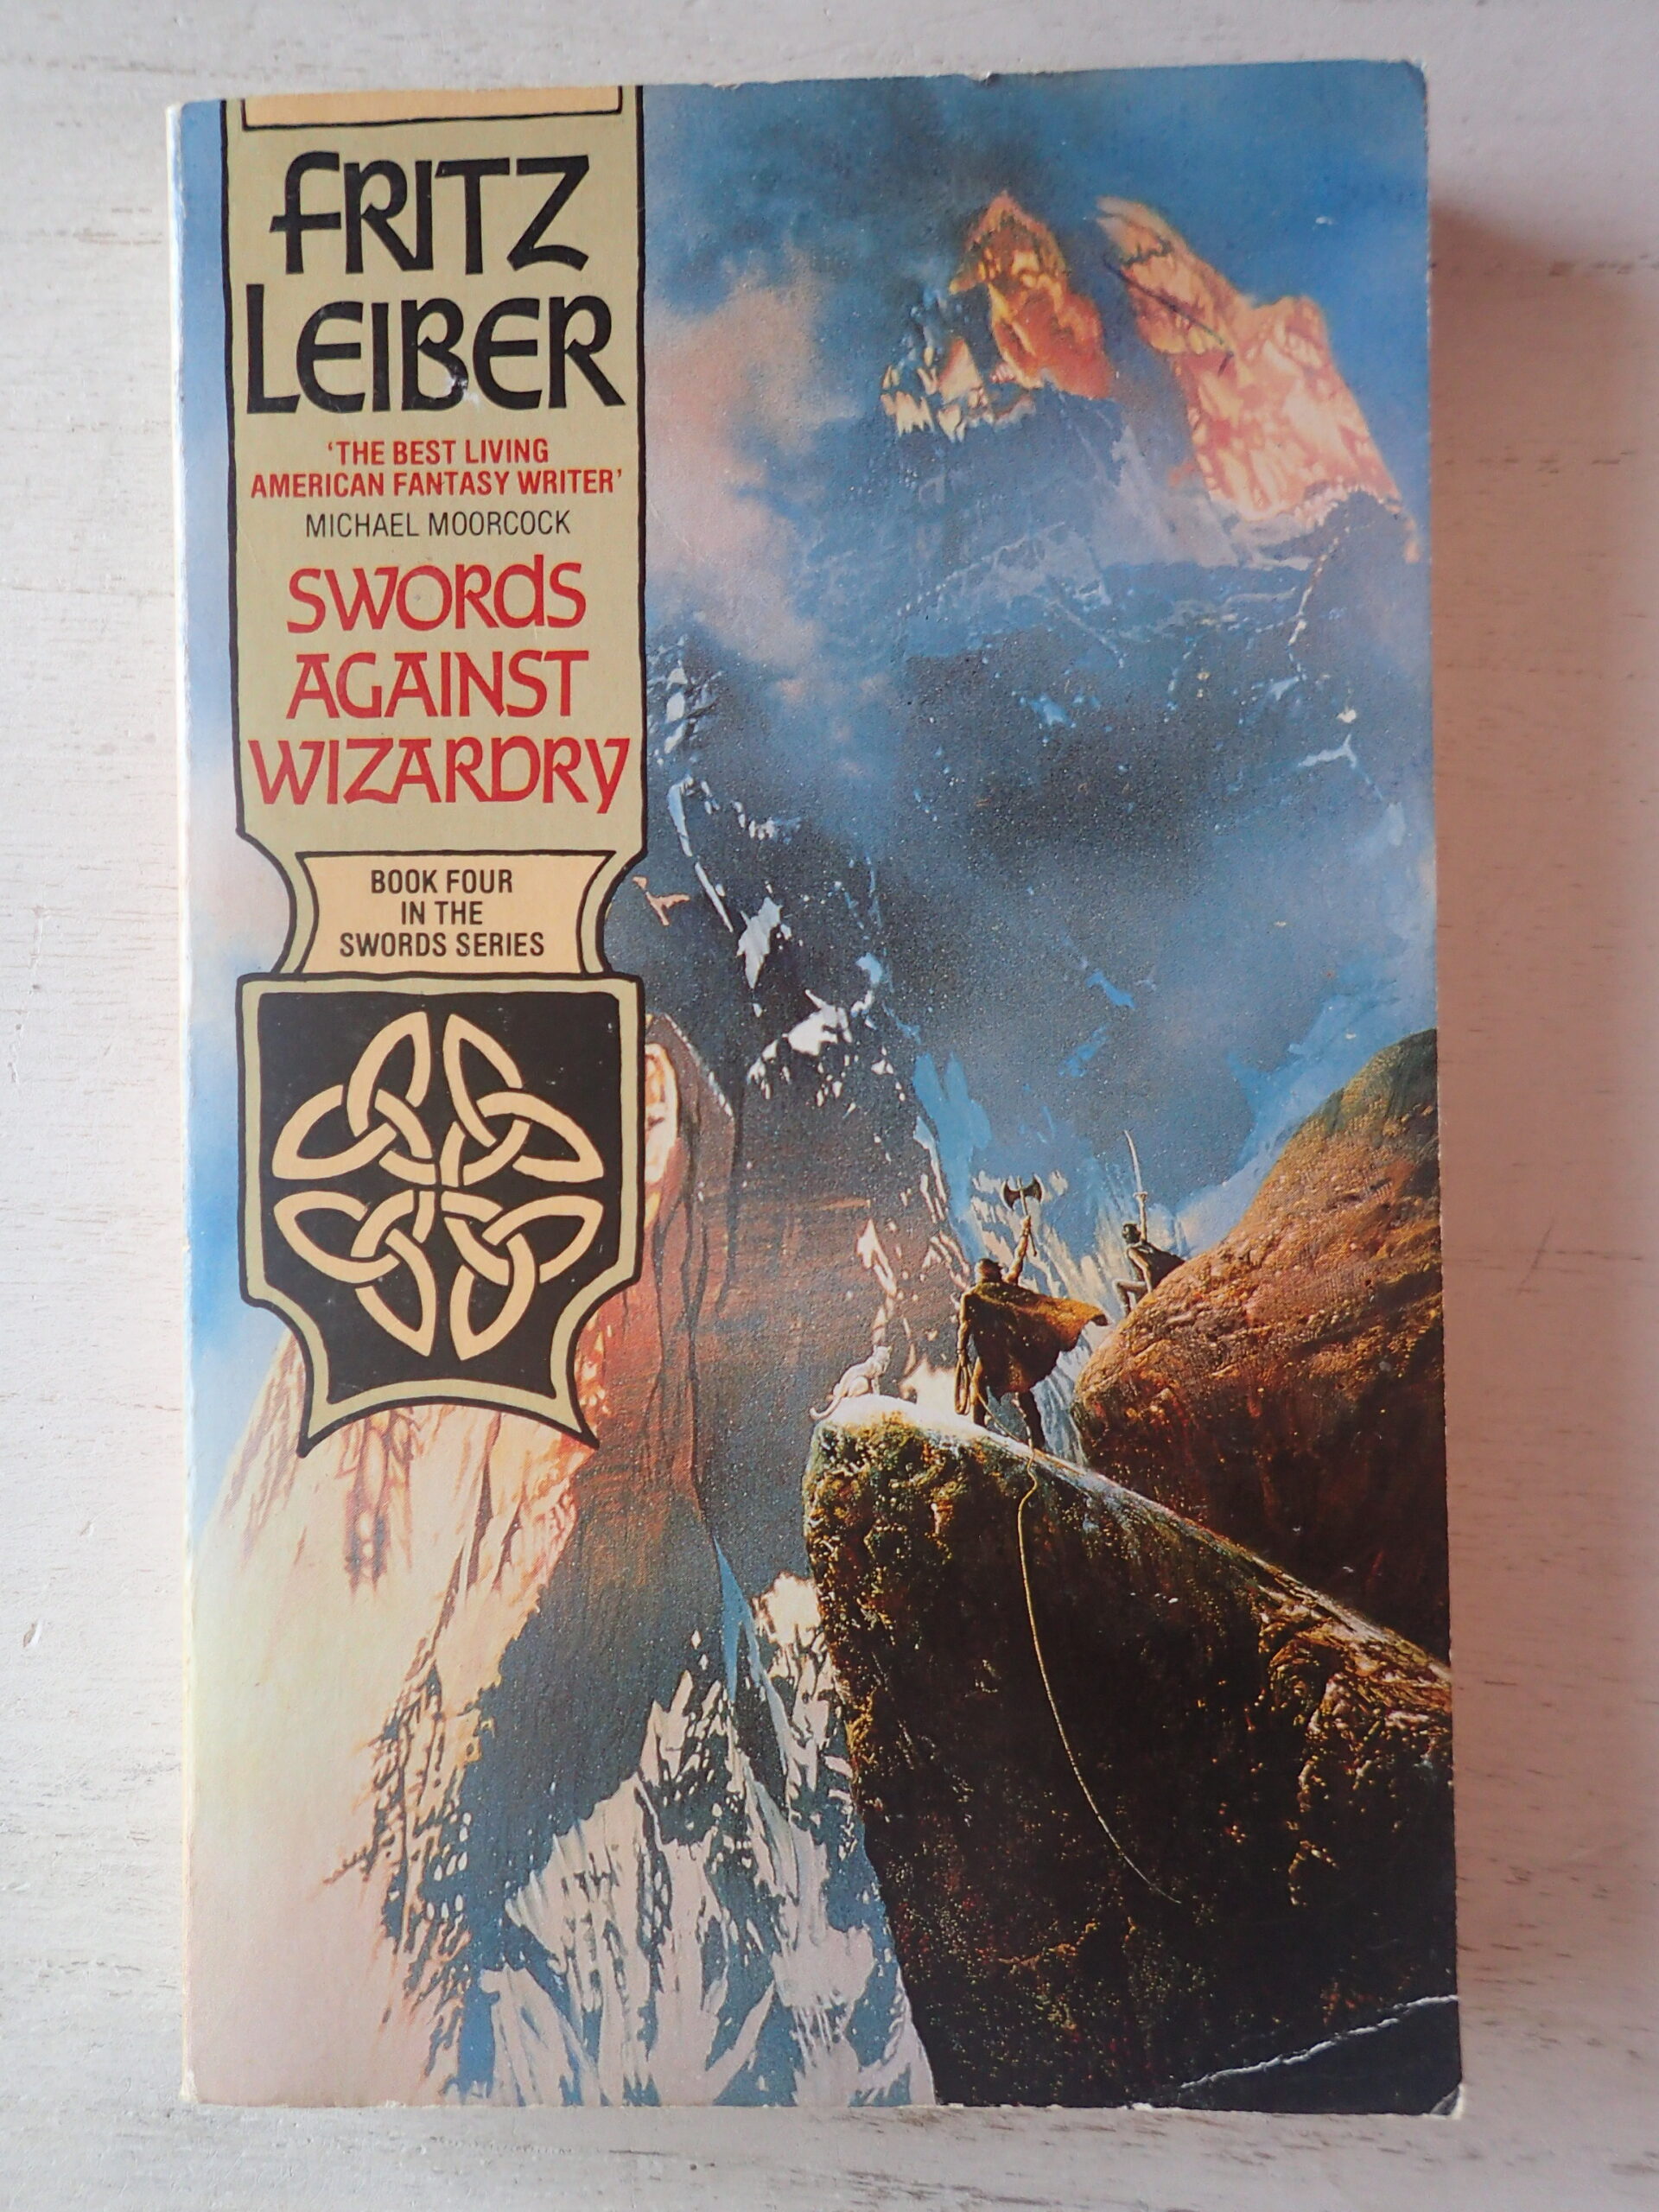 FRITZ
LEIBER
‘THE BEST LIVING
AMERICAN FANTASY WRITER’
MICHAEL MOORCOCK
SWORDS
AGAINST
WIZARDRY
BOOK FOUR
IN THE
SWORDS SERIES